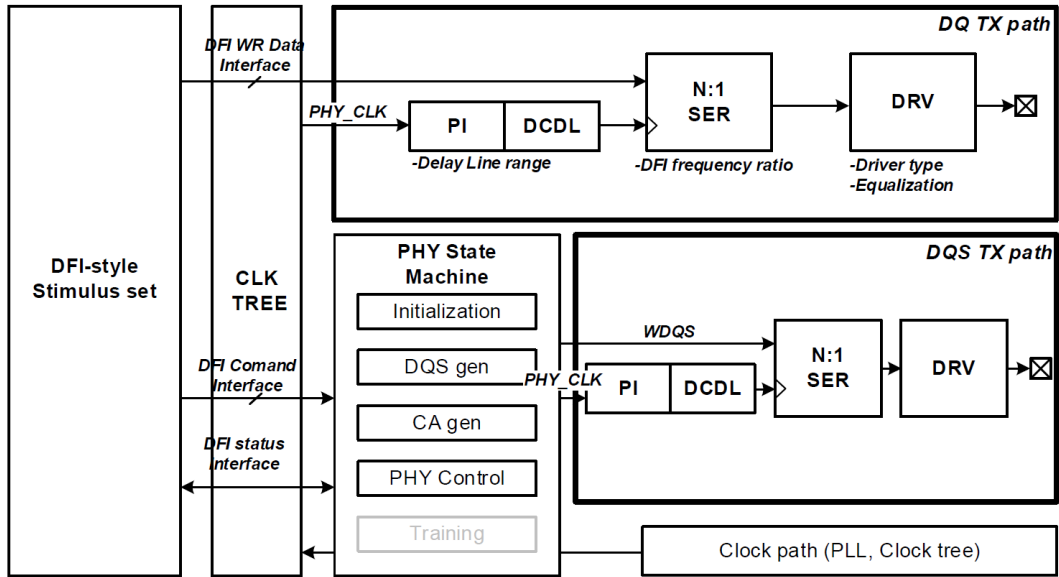 DQ TX path
DFI WR Data
Interface
PHY_CLK
PI
DCDL
-Delay Line range
N:1
SER
-DFI frequency ratio
DRV
-Driver type
-Equalization
DFI-style
Stimulus set
CLK
TREE
DFI Comand
Interface
DFI status
interface
PHY State
Machine
Initialization
DQS gen
CA gen
PHY Control
Training
DQS TX path
WDQS
PHY_CLK
PI
DCDL
N:1
SER
DRV
Clock path (PLL, Clock tree)